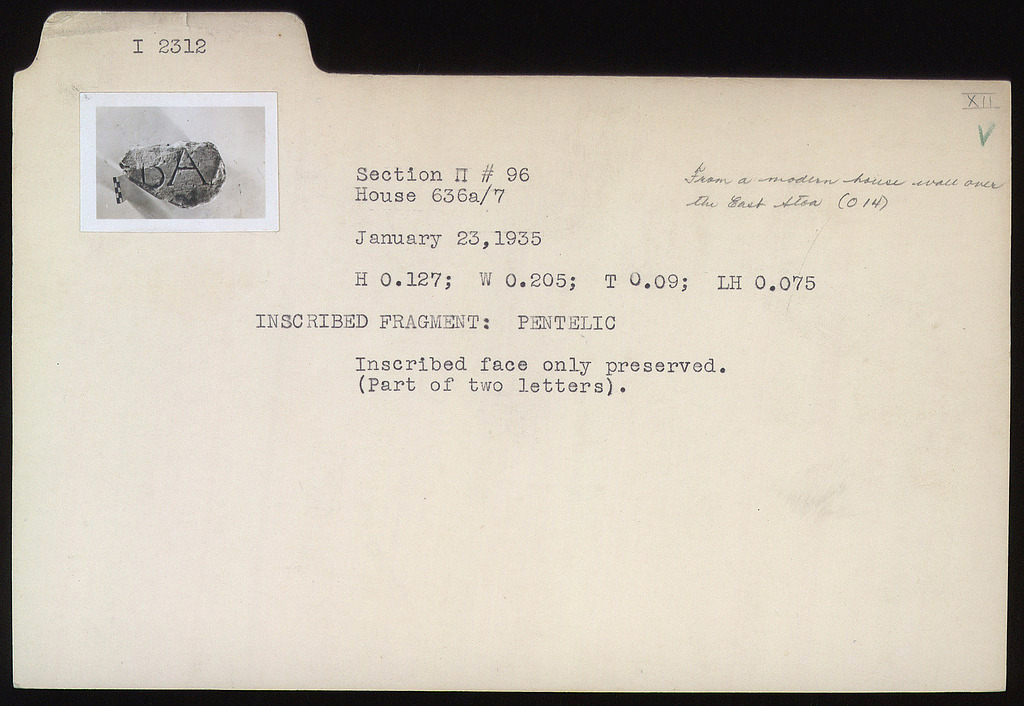 I 2312
XII
V
BA
Section Π # 96
House 636a/7
From a modern house wall over
the East Stoa (O 14)
January 23,1935
H 0.127; W 0.205; T 0.09; LH 0.075
INSCRIBED FRAGMENT: PENTELIC
Inscribed face only preserved.
(Part of two letters).